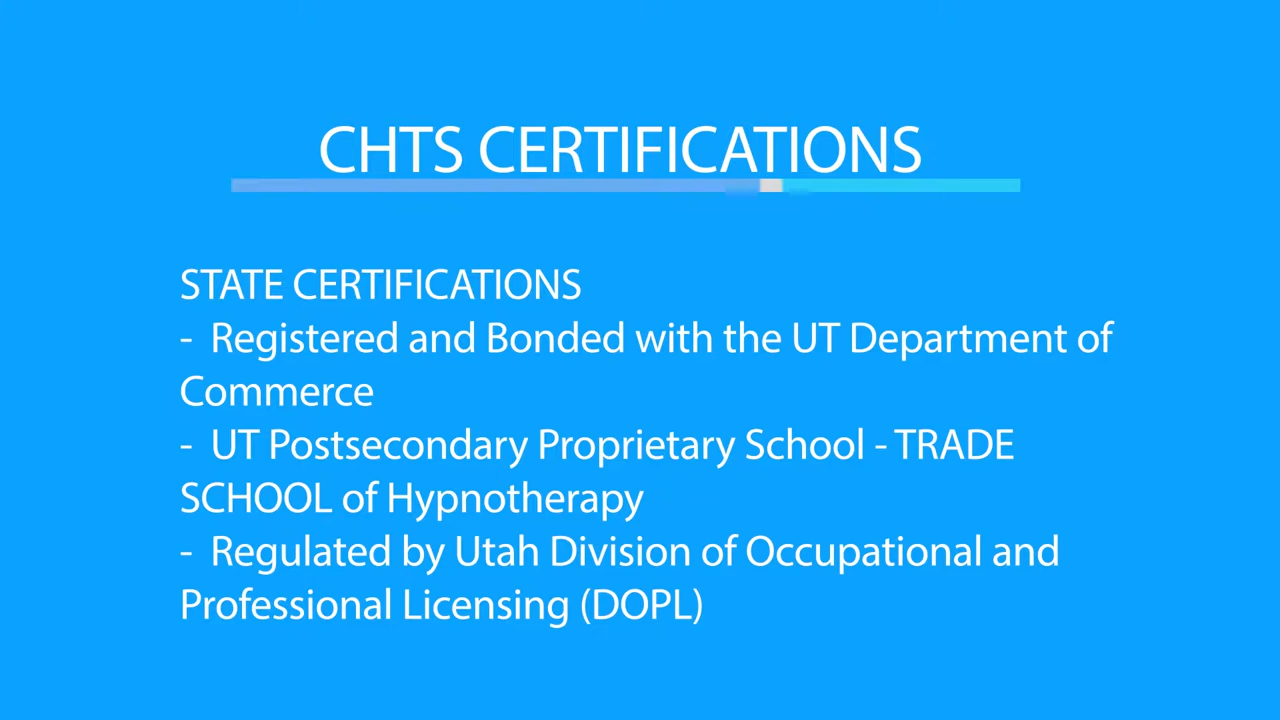 CHTS CERTIFICATIONS
STATE CERTIFICATIONS
- Registered and Bonded with the UT Department of
Commerce
- UT Postsecondary Proprietary School - TRADE
SCHOOL of Hypnotherapy
- Regulated by Utah Division of Occupational and
Professional Licensing (DOPL)